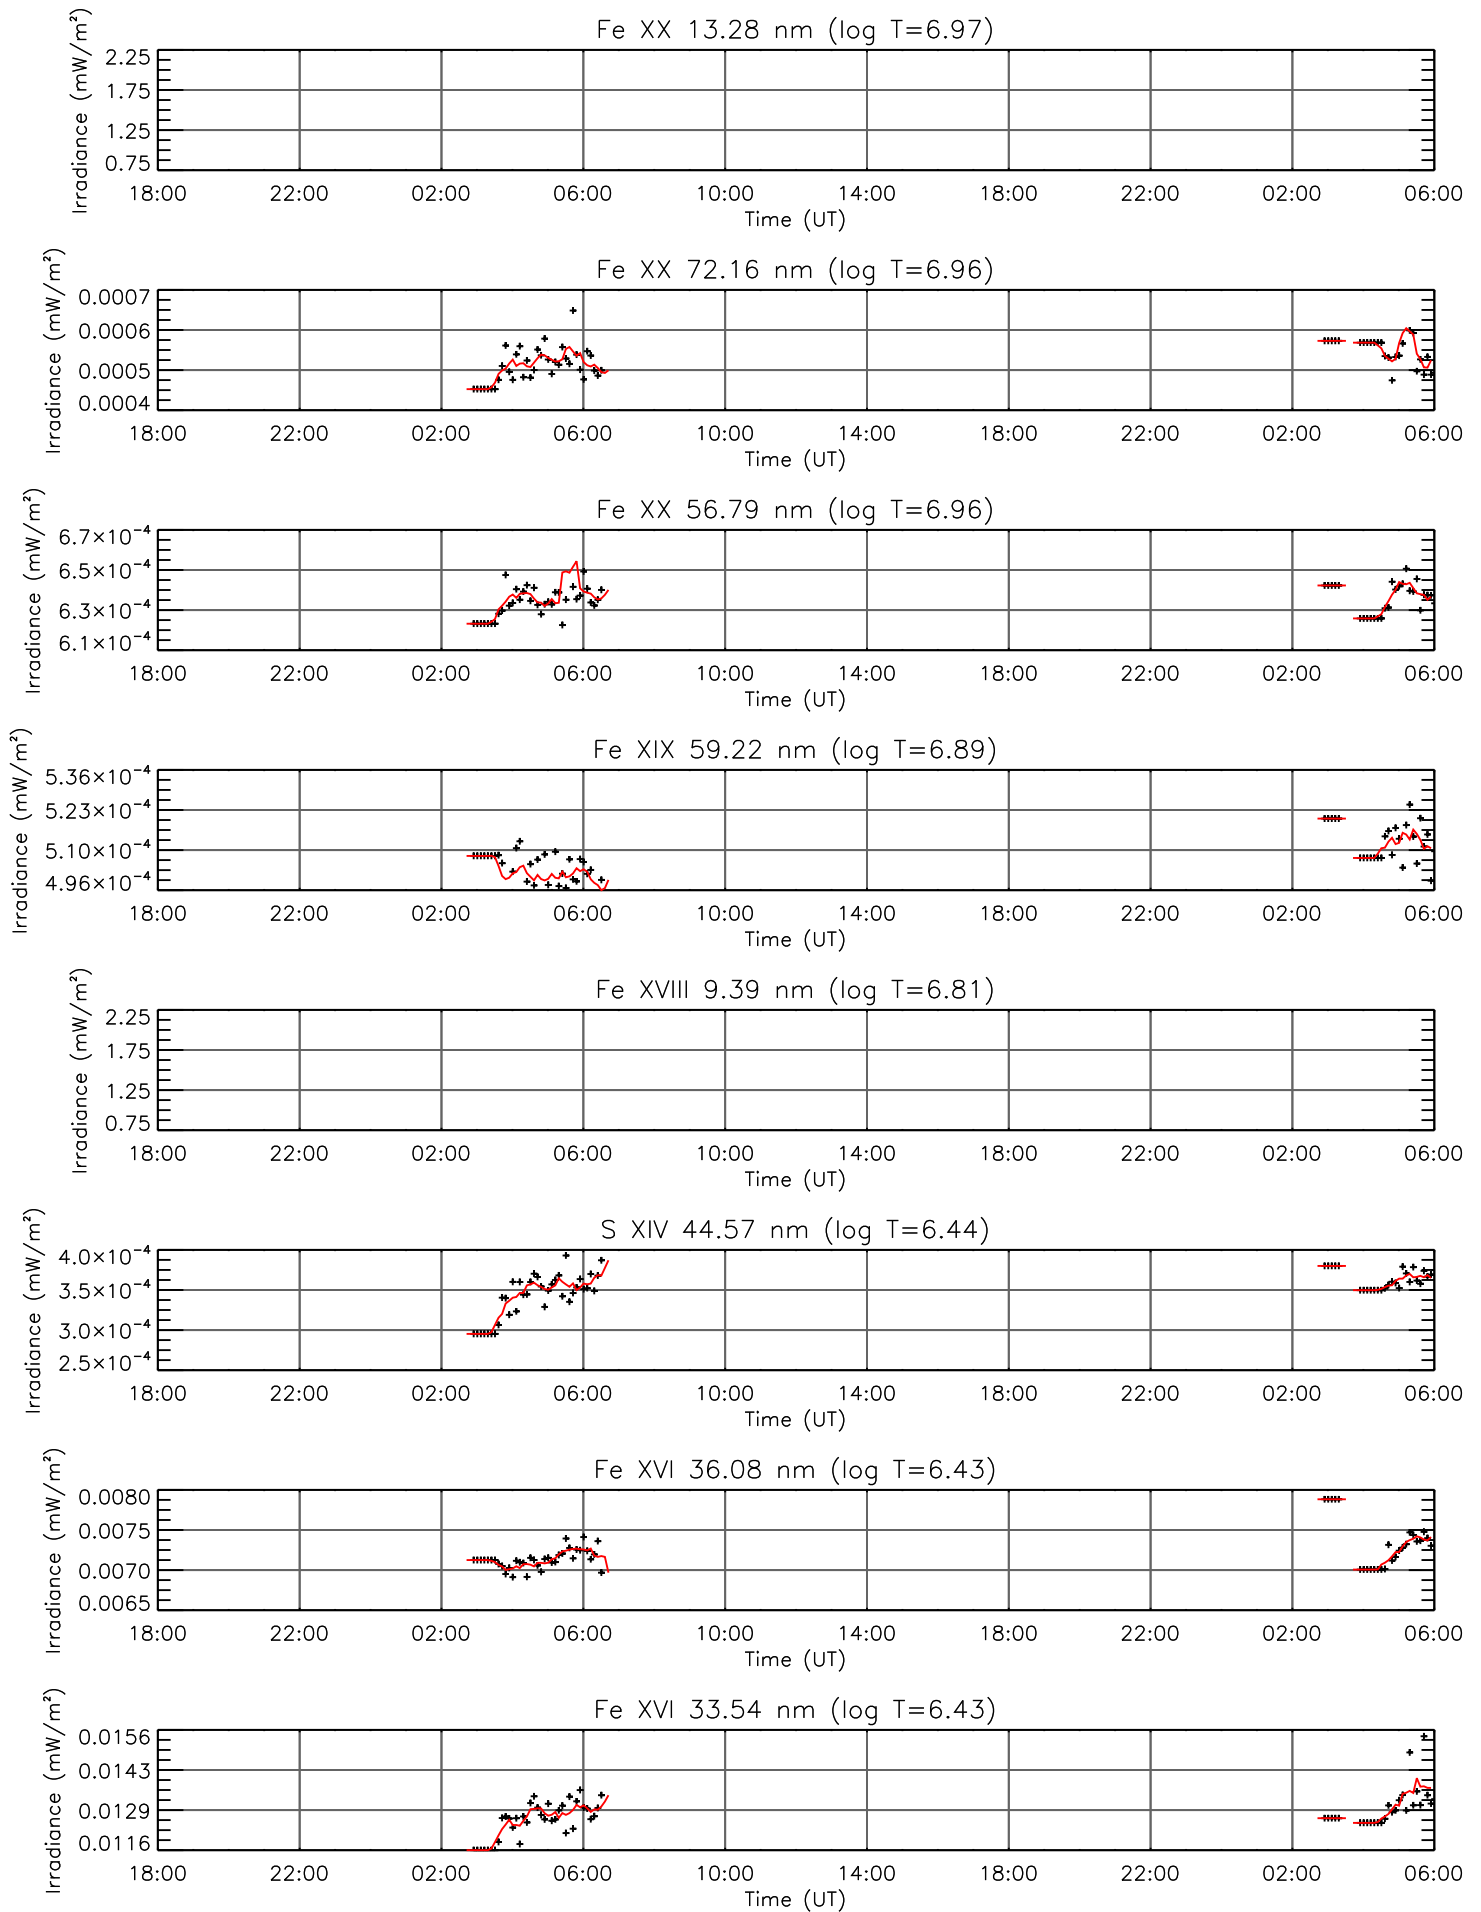 Fe XX 13.28 nm (log T=6.97)
Irradiance (mW/m²)
2.25
1.75
1.25
0.75
18:00 22:00 02:00 06:00 10:00 14:00 18:00 22:00 02:00 06:00
Time (UT)
Fe XX 72.16 nm (log T=6.96)
Irradiance (mW/m²)
0.0007
0.0006
0.0005
0.0004
18:00 22:00 02:00 06:00 10:00 14:00 18:00 22:00 02:00 06:00
Time (UT)
Fe XX 56.79 nm (log T=6.96)
Irradiance (mW/m²)
6.7×10⁻⁴
6.5×10⁻⁴
6.3×10⁻⁴
6.1×10⁻⁴
18:00 22:00 02:00 06:00 10:00 14:00 18:00 22:00 02:00 06:00
Time (UT)
Fe XIX 59.22 nm (log T=6.89)
Irradiance (mW/m²)
5.36×10⁻⁴
5.23×10⁻⁴
5.10×10⁻⁴
4.96×10⁻⁴
18:00 22:00 02:00 06:00 10:00 14:00 18:00 22:00 02:00 06:00
Time (UT)
Fe XVIII 9.39 nm (log T=6.81)
Irradiance (mW/m²)
2.25
1.75
1.25
0.75
18:00 22:00 02:00 06:00 10:00 14:00 18:00 22:00 02:00 06:00
Time (UT)
S XIV 44.57 nm (log T=6.44)
Irradiance (mW/m²)
4.0×10⁻⁴
3.5×10⁻⁴
3.0×10⁻⁴
2.5×10⁻⁴
18:00 22:00 02:00 06:00 10:00 14:00 18:00 22:00 02:00 06:00
Time (UT)
Fe XVI 36.08 nm (log T=6.43)
Irradiance (mW/m²)
0.0080
0.0075
0.0070
0.0065
18:00 22:00 02:00 06:00 10:00 14:00 18:00 22:00 02:00 06:00
Time (UT)
Fe XVI 33.54 nm (log T=6.43)
Irradiance (mW/m²)
0.0156
0.0143
0.0129
0.0116
18:00 22:00 02:00 06:00 10:00 14:00 18:00 22:00 02:00 06:00
Time (UT)